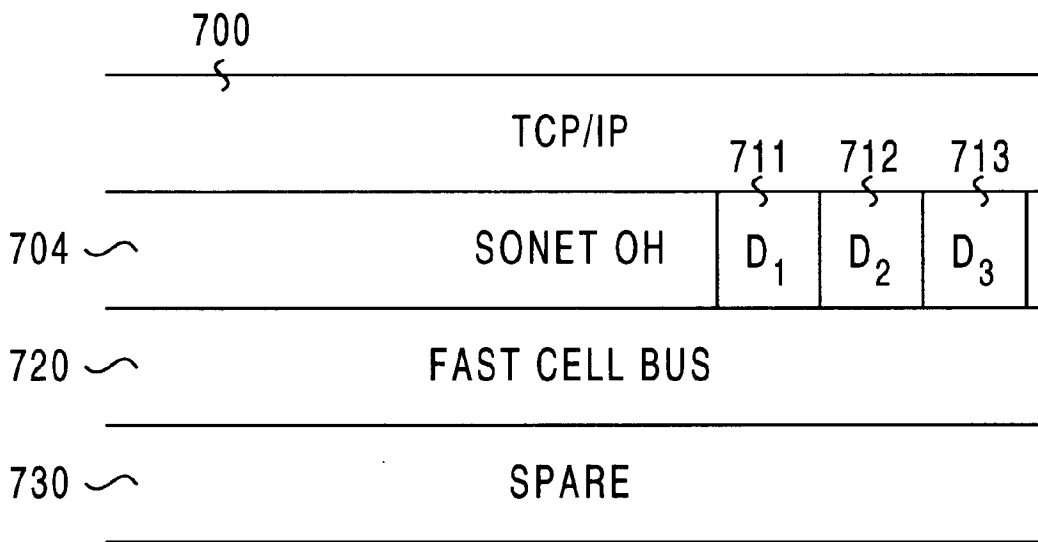 700
TCP/IP
711 712 713
704 SONET OH D1 D2 D3
720 FAST CELL BUS
730 SPARE